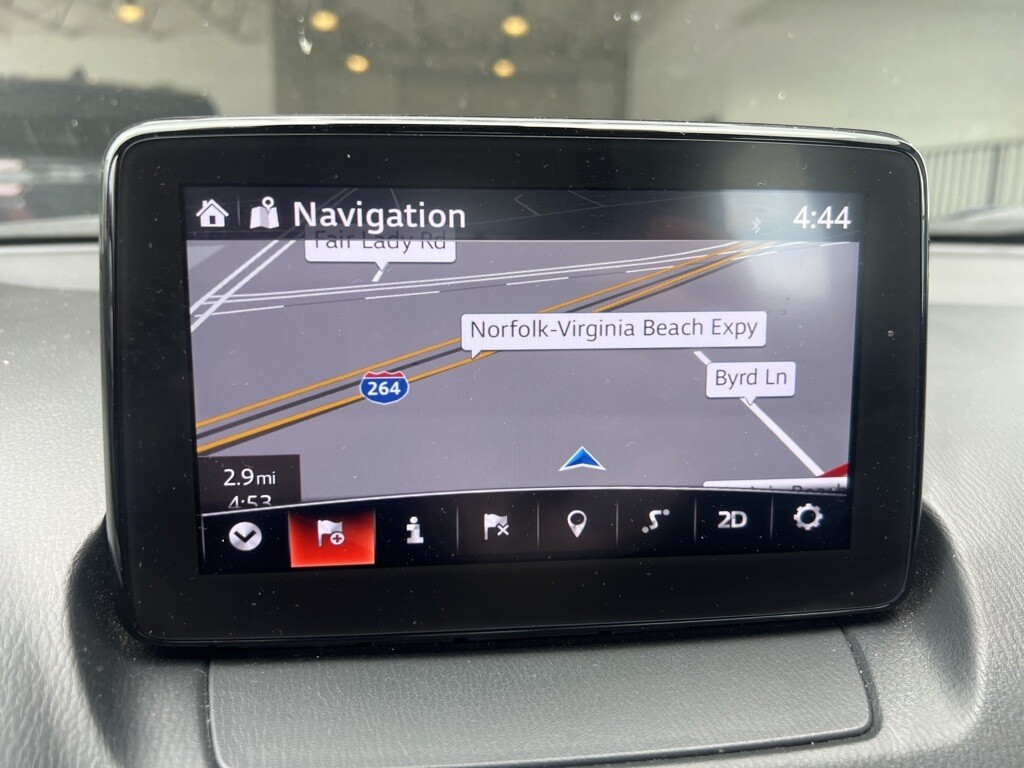 Navigation
4:44
Fair Lady Rd
Norfolk-Virginia Beach Expy
Byrd Ln
264
2.9mi
4:53
2D